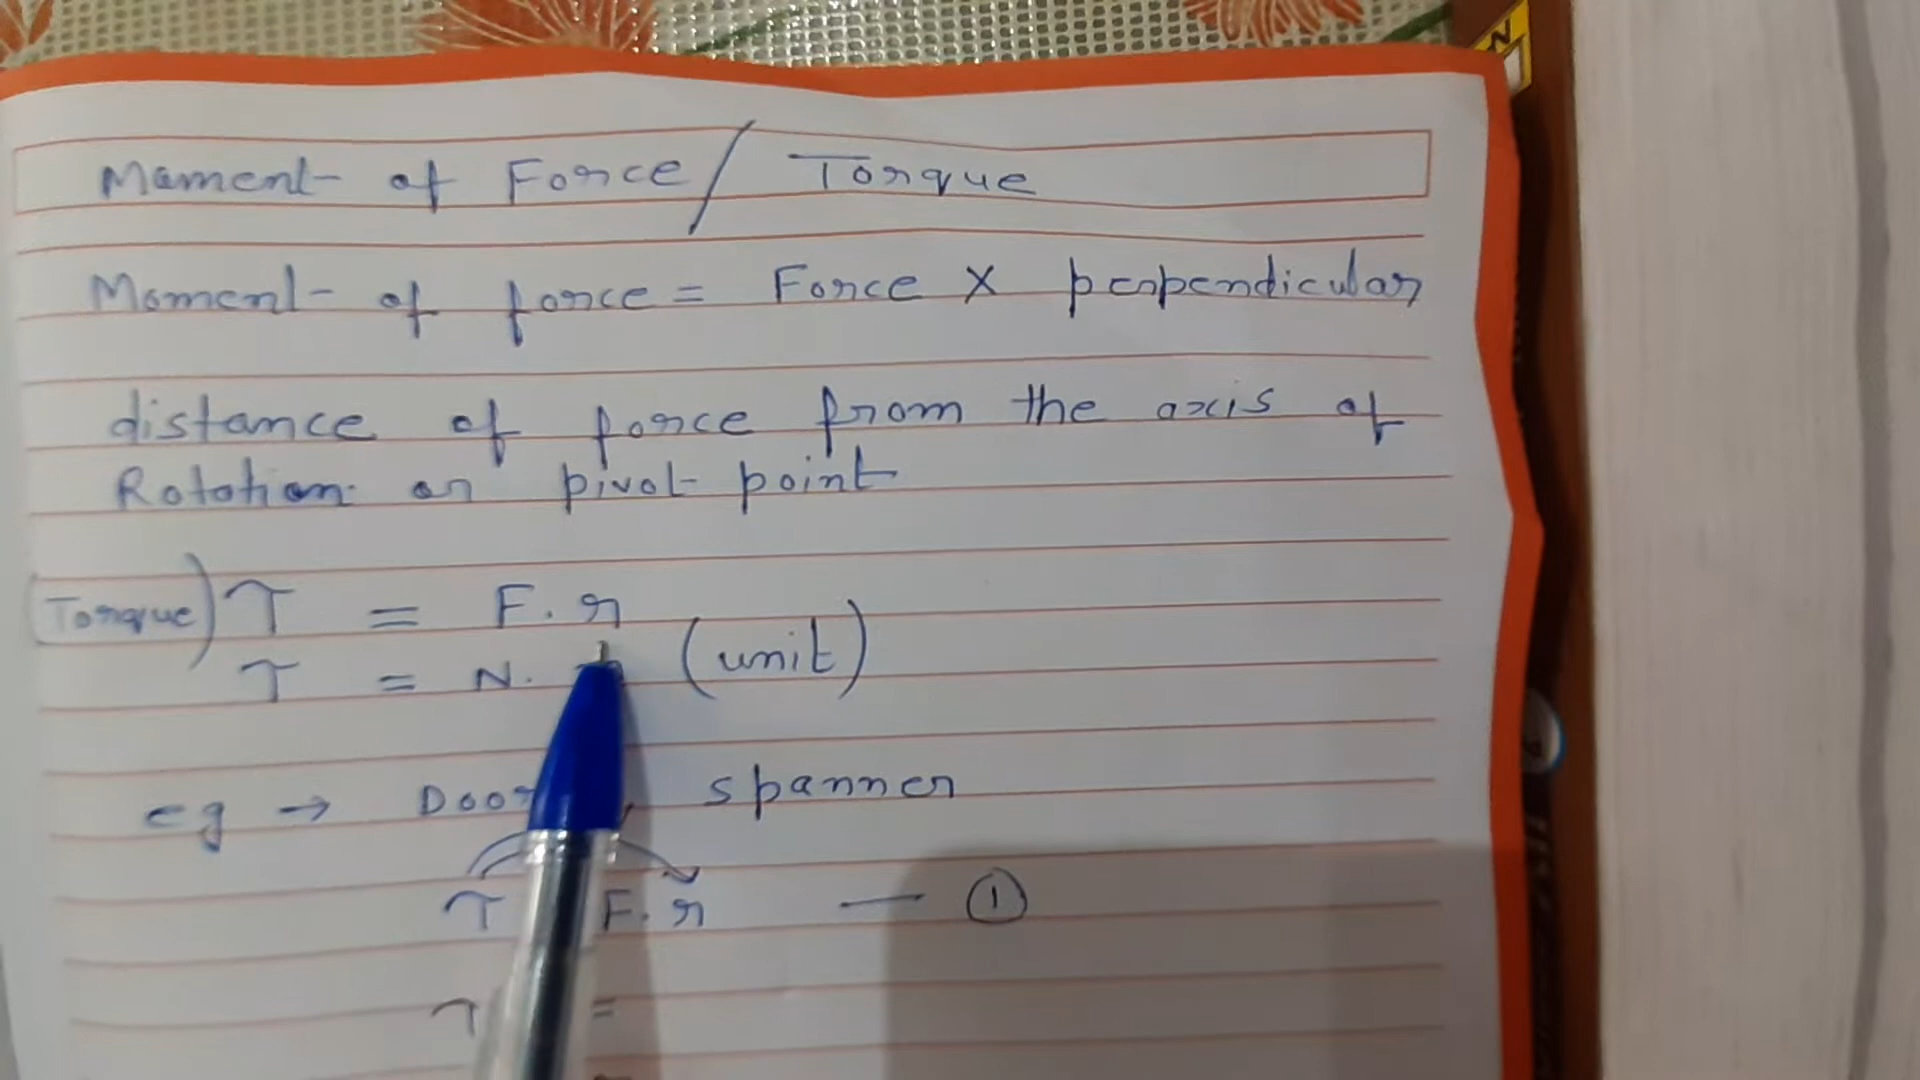 Moment of Force / Torque
Moment of force = Force X perpendicular
distance of force from the axis of
Rotation or pivot point
(Torque) τ = F. r
τ = N. (unit)
eg → Door, spanner
τ F. r — ①
τ =